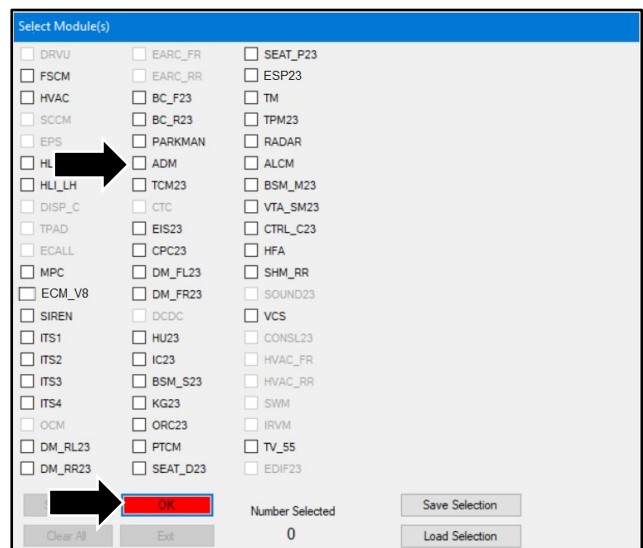 Select Module(s)
DRVU EARC_FR SEAT_P23
FSCM EARC_RR ESP23
HVAC BC_F23 TM
SCCM BC_R23 TPM23
EPS PARKMAN RADAR
ADM ALCM
HLI_LH TCM23 BSM_M23
DISP_C CTC VTA_SM23
TPAD EIS23 CTRL_C23
ECALL CPC23 HFA
MPC DM_FL23 SHM_RR
ECM_V8 DM_FR23 SOUND23
SIREN DCDC VCS
ITS1 HU23 CONSL23
ITS2 IC23 HVAC_FR
ITS3 BSM_S23 HVAC_RR
ITS4 KG23 SWM
OCM ORC23 IRVM
DM_RL23 PTCM TV_55
DM_RR23 SEAT_D23 EDIF23
OK Number Selected Save Selection
Clear All Exit 0 Load Selection